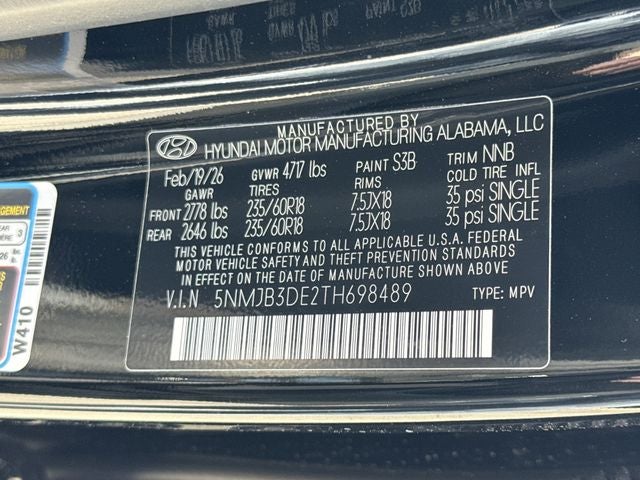 MANUFACTURED BY
HYUNDAI MOTOR MANUFACTURING ALABAMA, LLC
Feb/19/26 GVWR 4717 lbs PAINT S3B TRIM NNB
GAWR TIRES RIMS COLD TIRE INFL
FRONT 2778 lbs 235/60R18 7.5JX18 35 psi SINGLE
REAR 2646 lbs 235/60R18 7.5JX18 35 psi SINGLE
THIS VEHICLE CONFORMS TO ALL APPLICABLE U.S.A. FEDERAL
MOTOR VEHICLE SAFETY AND THEFT PREVENTION STANDARDS
IN EFFECT ON THE DATE OF MANUFACTURE SHOWN ABOVE.
V.I.N 5NMJB3DE2TH698489 TYPE: MPV
W410